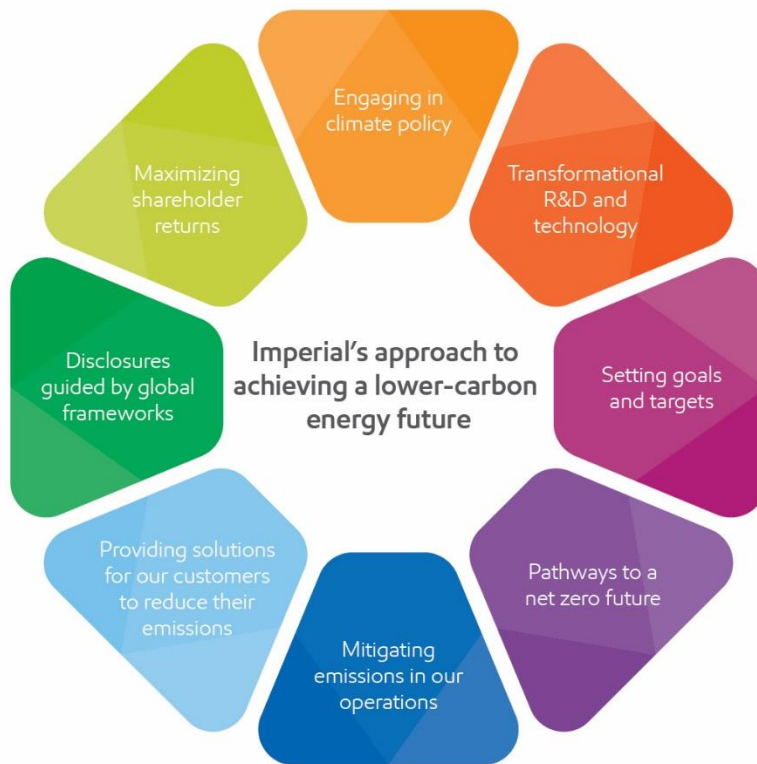 Engaging in
climate policy
Transformational
R&D and
technology
Setting goals
and targets
Pathways to a
net zero future
Mitigating
emissions in our
operations
Providing solutions
for our customers
to reduce their
emissions
Disclosures
guided by global
frameworks
Maximizing
shareholder
returns
Imperial’s approach to
achieving a lower-carbon
energy future